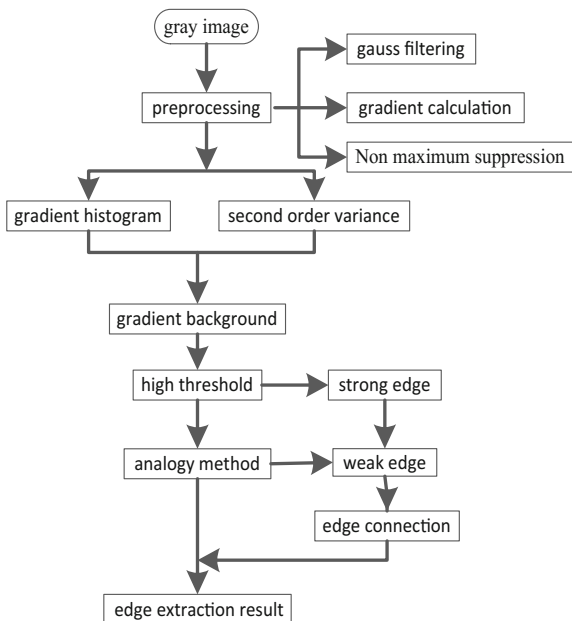 gray image
gauss filtering
preprocessing
gradient calculation
Non maximum suppression
gradient histogram
second order variance
gradient background
high threshold
strong edge
analogy method
weak edge
edge connection
edge extraction result